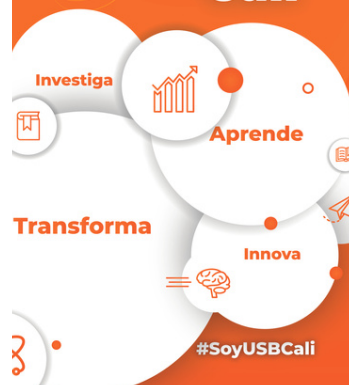 Investiga
Aprende
Transforma
Innova
#SoyUSBCali